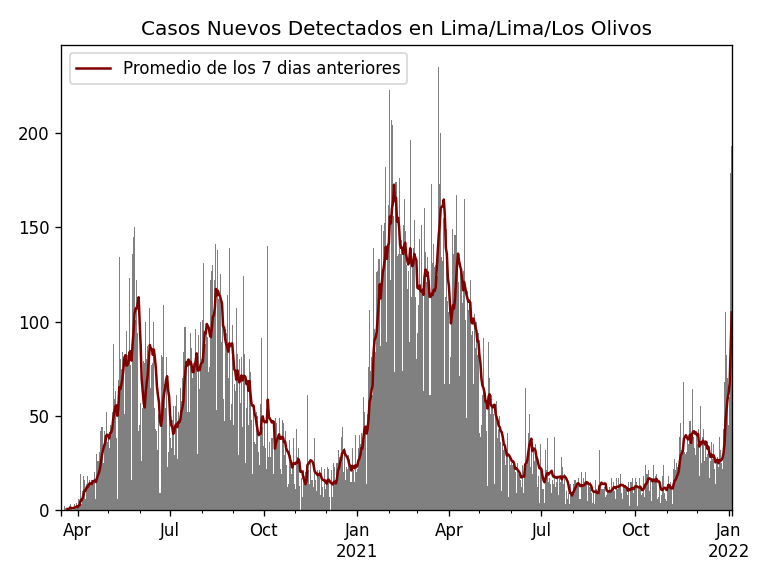 Casos Nuevos Detectados en Lima/Lima/Los Olivos
Promedio de los 7 dias anteriores
200
150
100
50
0
Apr Jul Oct Jan Apr Jul Oct Jan
2021 2022